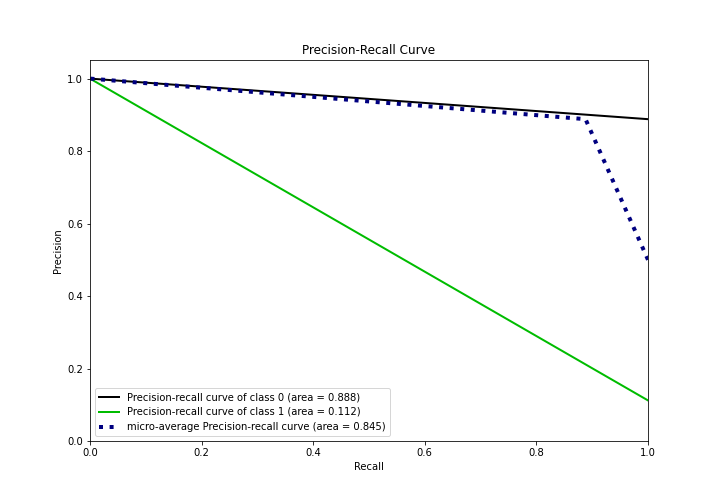 Precision-Recall Curve
1.0
0.8
0.6
0.4
0.2
0.0
Precision
Precision-recall curve of class 0 (area = 0.888)
Precision-recall curve of class 1 (area = 0.112)
micro-average Precision-recall curve (area = 0.845)
0.0 0.2 0.4 0.6 0.8 1.0
Recall